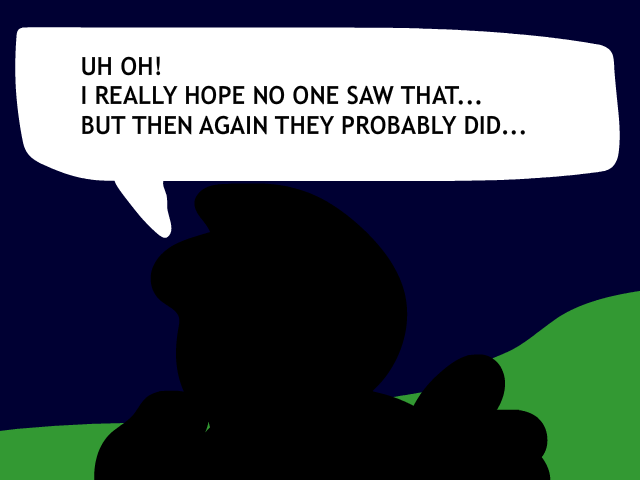 UH OH!
I REALLY HOPE NO ONE SAW THAT...
BUT THEN AGAIN THEY PROBABLY DID...